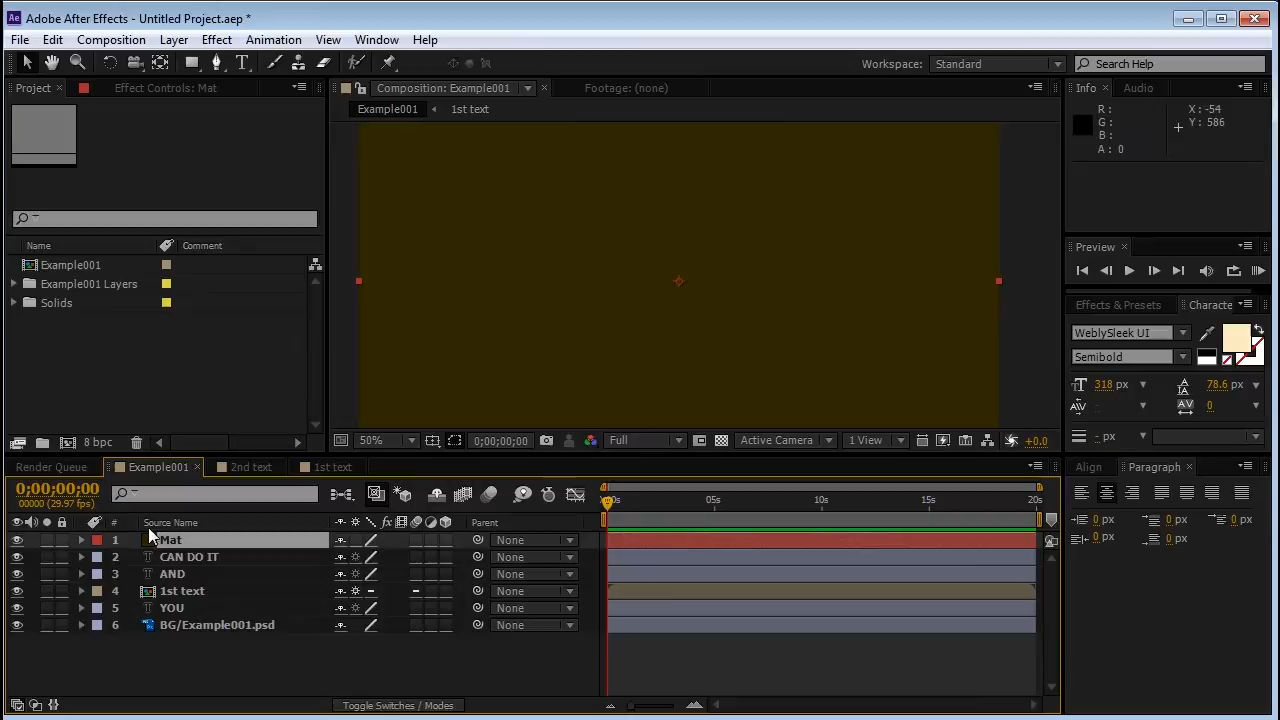 Ae Adobe After Effects - Untitled Project.aep *
File Edit Composition Layer Effect Animation View Window Help
Workspace: Standard Search Help
Project Effect Controls: Mat
Composition: Example001 Footage: (none)
Info Audio
Example001 1st text
R :
G :
B :
A : 0
X : -54
Y : 586
Name Comment
Example001
Example001 Layers
Solids
Preview
Effects & Presets Characte
WeblySleek UI
Semibold
318 px 78.6 px
- 0
- px
8 bpc
50% 0;00;00;00 Full Active Camera 1 View +0.0
Render Queue Example001 2nd text 1st text
Align Paragraph
0;00;00;00
00000 (29.97 fps)
00s 05s 10s 15s 20s
# Source Name fx Parent
1 Mat None
2 CAN DO IT None
3 AND None
4 1st text None
5 YOU None
6 BG/Example001.psd None
0 px 0 px 0 px
0 px 0 px
Toggle Switches / Modes